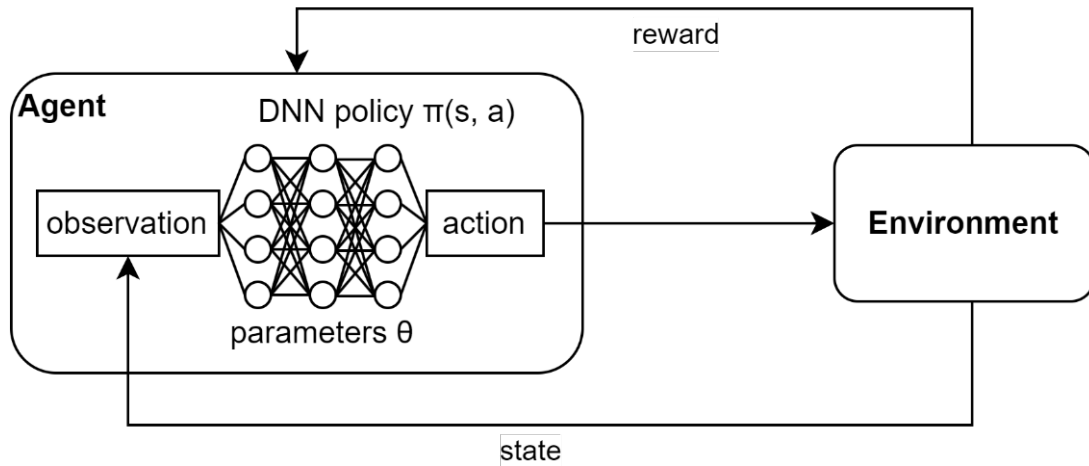 reward
Agent
DNN policy π(s, a)
observation
action
Environment
parameters θ
state